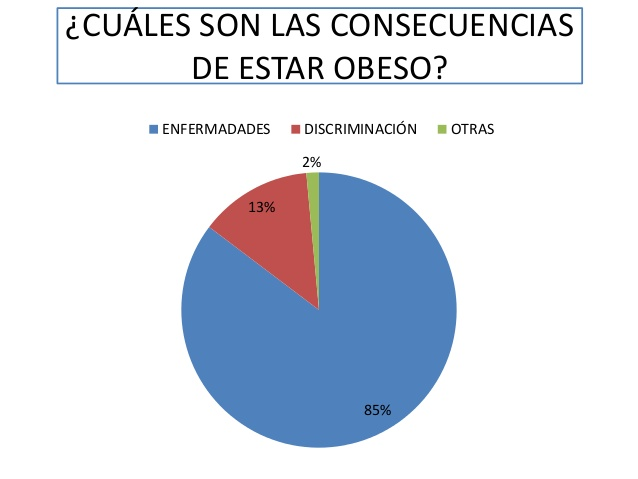 ¿CUÁLES SON LAS CONSECUENCIAS
DE ESTAR OBESO?
ENFERMADADES DISCRIMINACIÓN OTRAS
2%
13%
85%